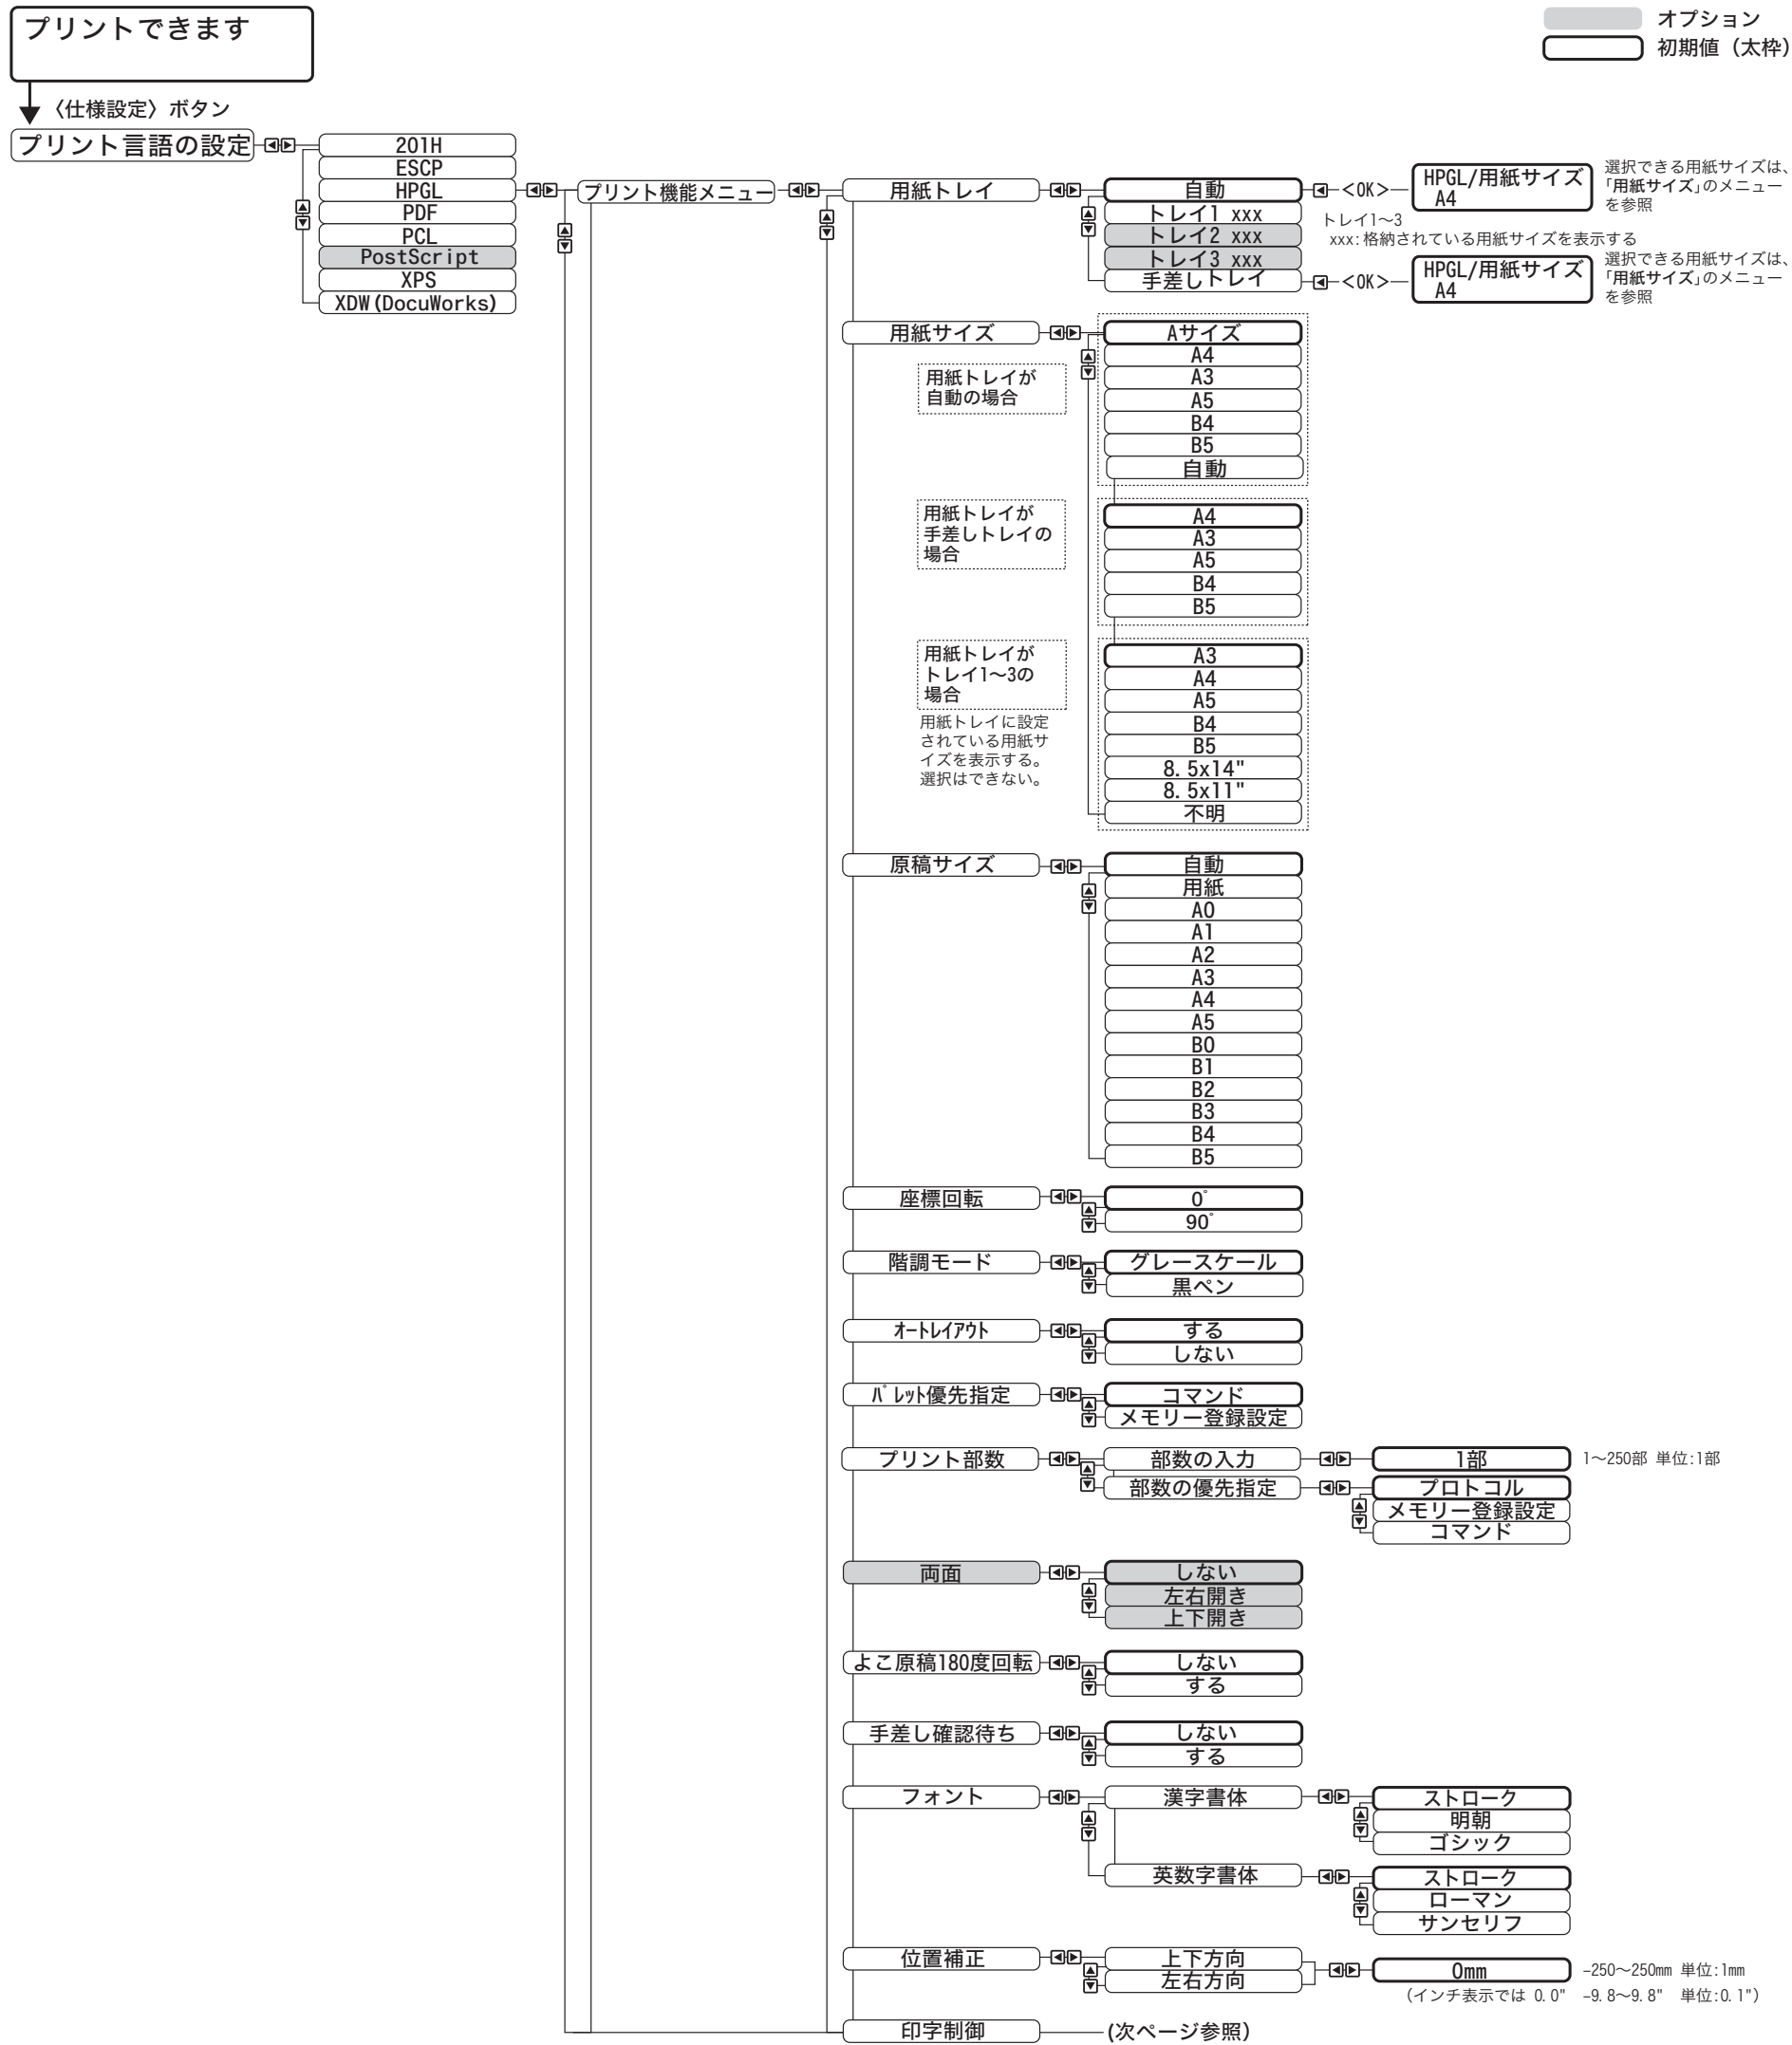 プリントできます
オプション
初期値（太枠）
〈仕様設定〉ボタン
プリント言語の設定
201H
ESCP
HPGL
PDF
PCL
PostScript
XPS
XDW(DocuWorks)
プリント機能メニュー
用紙トレイ
自動
トレイ1 xxx
トレイ2 xxx
トレイ3 xxx
手差しトレイ
<OK>
HPGL/用紙サイズ
A4
選択できる用紙サイズは、
「用紙サイズ」のメニュー
を参照
トレイ1～3
xxx:格納されている用紙サイズを表示する
<OK>
HPGL/用紙サイズ
A4
選択できる用紙サイズは、
「用紙サイズ」のメニュー
を参照
用紙サイズ
用紙トレイが
自動の場合
Aサイズ
A4
A3
A5
B4
B5
自動
用紙トレイが
手差しトレイの
場合
A4
A3
A5
B4
B5
用紙トレイが
トレイ1～3の
場合
用紙トレイに設定
されている用紙サ
イズを表示する。
選択はできない。
A3
A4
A5
B4
B5
8.5x14"
8.5x11"
不明
原稿サイズ
自動
用紙
A0
A1
A2
A3
A4
A5
B0
B1
B2
B3
B4
B5
座標回転
0°
90°
階調モード
グレースケール
黒ペン
ｵｰﾄﾚｲｱｳﾄ
する
しない
ﾊﾟﾚｯﾄ優先指定
コマンド
メモリー登録設定
プリント部数
部数の入力
1部
1～250部 単位:1部
部数の優先指定
プロトコル
メモリー登録設定
コマンド
両面
しない
左右開き
上下開き
よこ原稿180度回転
しない
する
手差し確認待ち
しない
する
フォント
漢字書体
ストローク
明朝
ゴシック
英数字書体
ストローク
ローマン
サンセリフ
位置補正
上下方向
左右方向
0mm
−250～250mm 単位:1mm
（インチ表示では 0.0" −9.8～9.8" 単位:0.1"）
印字制御
(次ページ参照)